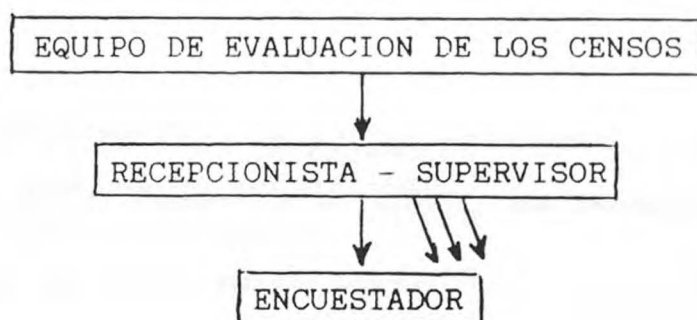 EQUIPO DE EVALUACION DE LOS CENSOS
RECEPCIONISTA - SUPERVISOR
ENCUESTADOR